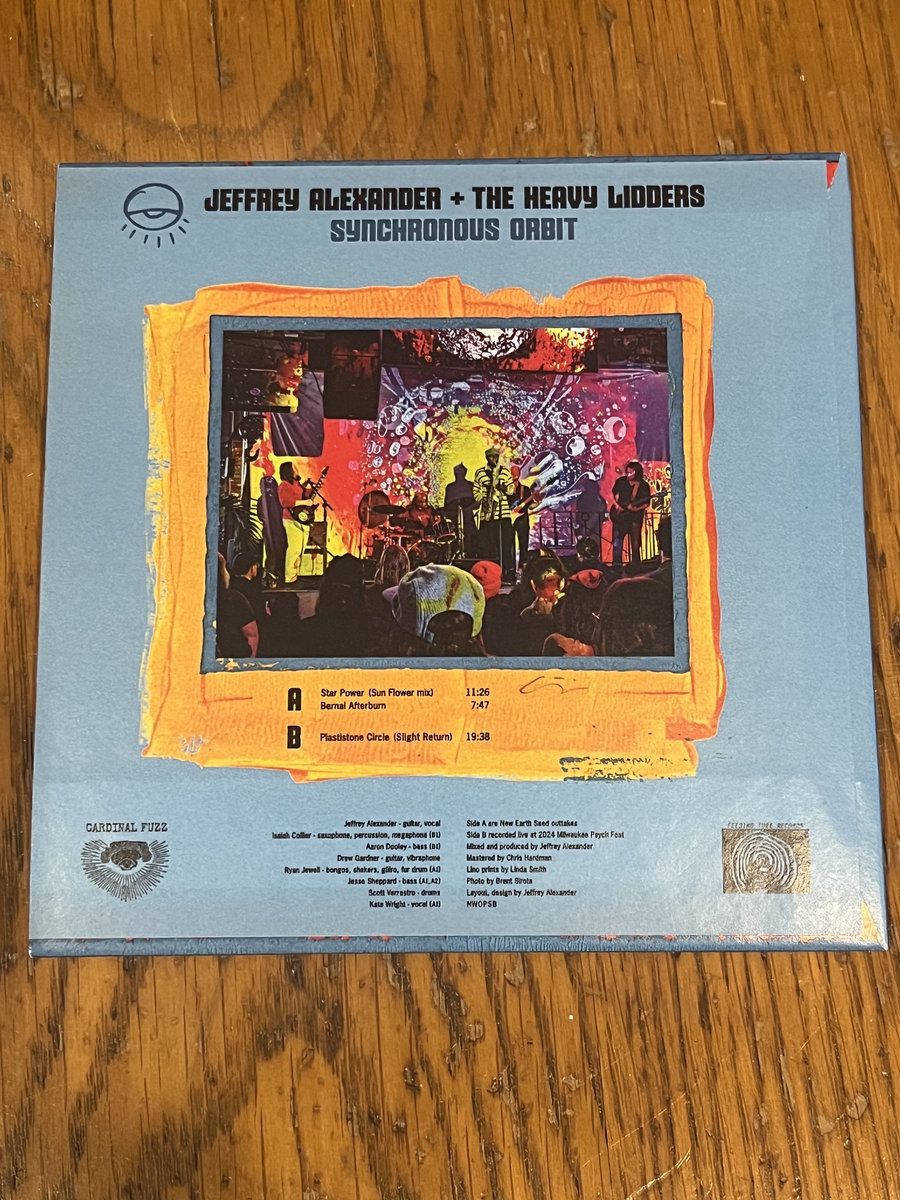 JEFFREY ALEXANDER + THE HEAVY LIDDERS
SYNCHRONOUS ORBIT
A Star Power (Sun Flower mix) 11:26
Bernal Afterburn 7:47
B Plastistone Circle (Slight Return) 19:38
CARDINAL FUZZ
Jeffrey Alexander - guitar, vocal
Isaiah Collier - saxophone, percussion, megaphone (B1)
Aaron Dooley - bass (B1)
Drew Gardner - guitar, vibraphone
Ryan Jewell - bongos, shakers, güiro, fur drum (A1)
Jesse Sheppard - bass (A1, A2)
Scott Verrastro - drums
Kate Wright - vocal (A1)
Side A are New Earth Seed outtakes
Side B recorded live at 2024 Milwaukee Psych Fest
Mixed and produced by Jeffrey Alexander
Mastered by Chris Hardman
Lino prints by Linda Smith
Photo by Brent Sirota
Layout, design by Jeffrey Alexander
NWOPSB
FEEDING TUBE RECORDS